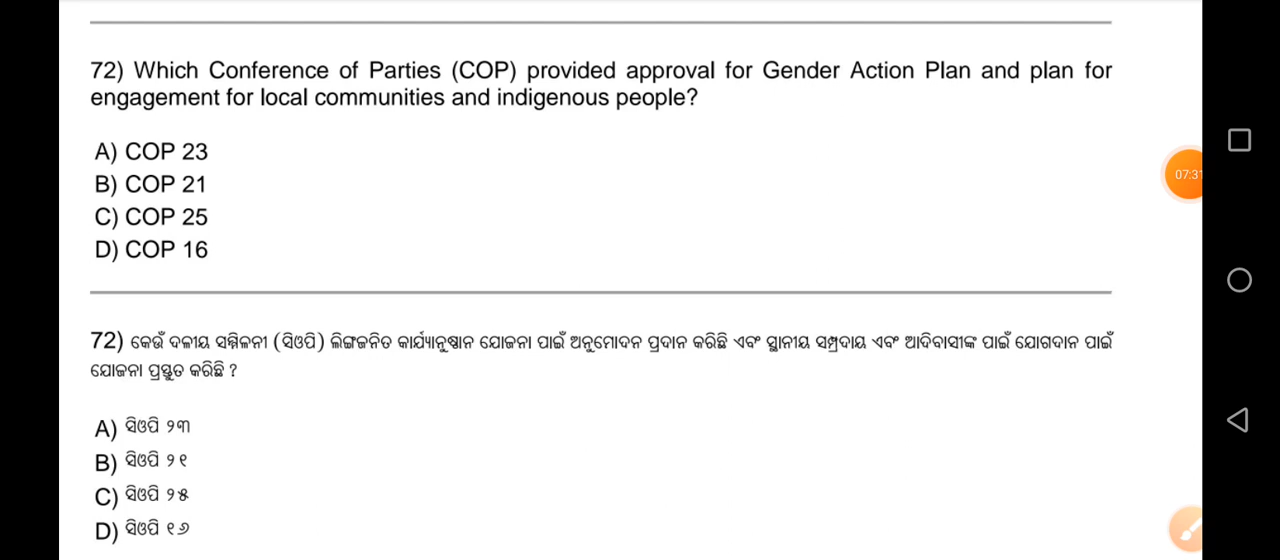 72) Which Conference of Parties (COP) provided approval for Gender Action Plan and plan for
engagement for local communities and indigenous people?
A) COP 23
B) COP 21
C) COP 25
D) COP 16
07:31
72) କେଉଁ ଦଳୀୟ ସମ୍ମିଳନୀ (ସିଓପି) ଲିଙ୍ଗଜନିତ କାର୍ଯ୍ୟାନୁଷ୍ଠାନ ଯୋଜନା ପାଇଁ ଅନୁମୋଦନ ପ୍ରଦାନ କରିଛି ଏବଂ ସ୍ଥାନୀୟ ସମ୍ପ୍ରଦାୟ ଏବଂ ଆଦିବାସୀଙ୍କ ପାଇଁ ଯୋଗଦାନ ପାଇଁ
ଯୋଜନା ପ୍ରସ୍ତୁତ କରିଛି ?
A) ସିଓପି ୨୩
B) ସିଓପି ୨୧
C) ସିଓପି ୨୫
D) ସିଓପି ୧୬